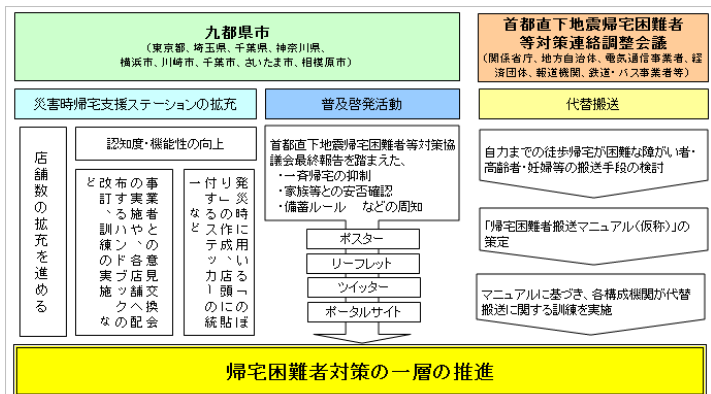 九都県市
（東京都、埼玉県、千葉県、神奈川県、
横浜市、川崎市、千葉市、さいたま市、相模原市）
首都直下地震帰宅困難者
等対策連絡調整会議
（関係省庁、地方自治体、電気通信事業者、経
済団体、報道機関、鉄道・バス事業者等）
災害時帰宅支援ステーションの拡充
普及啓発活動
代替搬送
店舗数の拡充を進める
認知度・機能性の向上
事業者との意見交換会
の実施や、各店舗へ配
布するハンドブックの
改訂、訓練の実施　な
ど
発災時に用いる「のぼ
り」の作成、店頭に貼
付するステッカーの統
一　など
首都直下地震帰宅困難者等対策協
議会最終報告を踏まえた、
・一斉帰宅の抑制
・家族等との安否確認
・備蓄ルール　などの周知
ポスター
リーフレット
ツイッター
ポータルサイト
自力までの徒歩帰宅が困難な障がい者・
高齢者・妊婦等の搬送手段の検討
「帰宅困難者搬送マニュアル（仮称）」の
策定
マニュアルに基づき、各構成機関が代替
搬送に関する訓練を実施
帰宅困難者対策の一層の推進